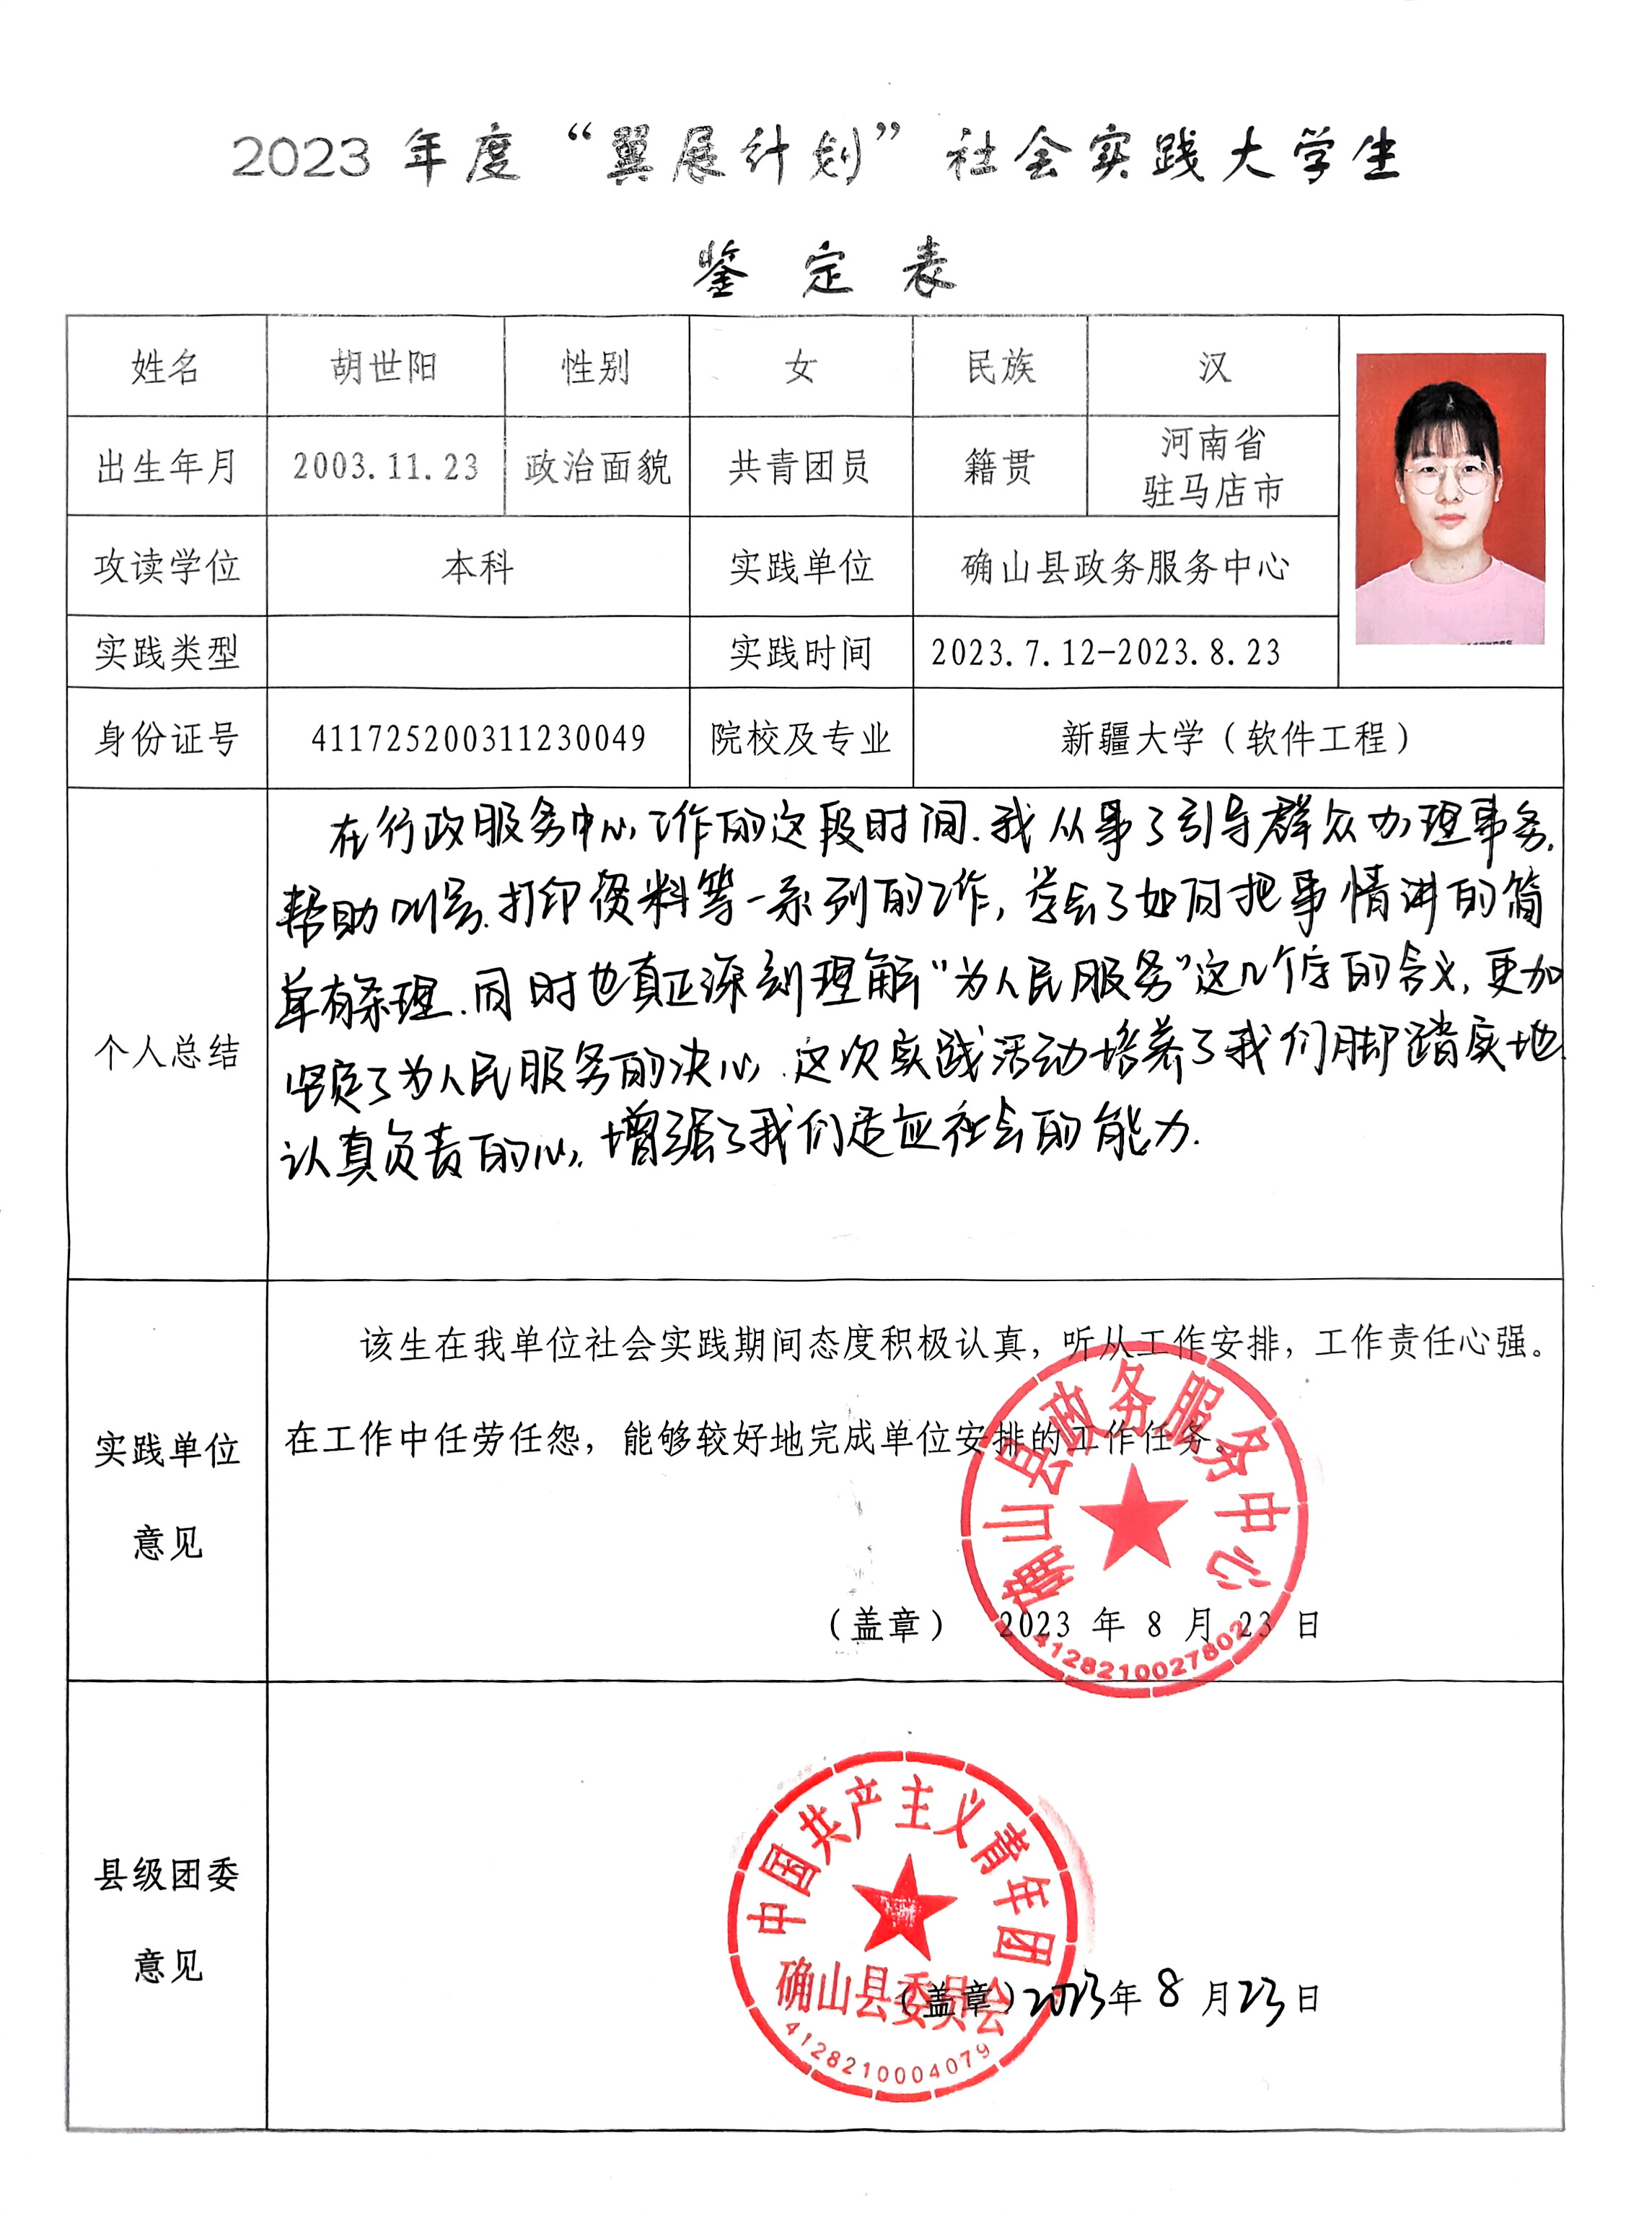 2023 年度“翼展计划”社会实践大学生
鉴 定 表
姓名 胡世阳 性别 女 民族 汉
出生年月 2003.11.23 政治面貌 共青团员 籍贯 河南省
驻马店市
攻读学位 本科 实践单位 确山县政务服务中心
实践类型 实践时间 2023.7.12-2023.8.23
身份证号 411725200311230049 院校及专业 新疆大学（软件工程）
个人总结
在行政服务中心工作的这段时间.我从事了引导群众办理事务,
帮助叫号.打印资料等一系列的工作,学会了如何把事情讲的简
单有条理.同时也真正深刻理解“为人民服务”这几个字的含义,更加
坚定了为人民服务的决心.这次实践活动培养了我们脚踏实地
认真负责的心.增强了我们适应社会的能力.
实践单位
意见
该生在我单位社会实践期间态度积极认真，听从工作安排，工作责任心强。
在工作中任劳任怨，能够较好地完成单位安排的工作任务。
确山县政务服务中心
（盖章） 2023 年 8 月 23 日
4128210027802
县级团委
意见
中国共产主义青年团
确山县委员会
（盖章）2023年 8 月23日
4128210004079